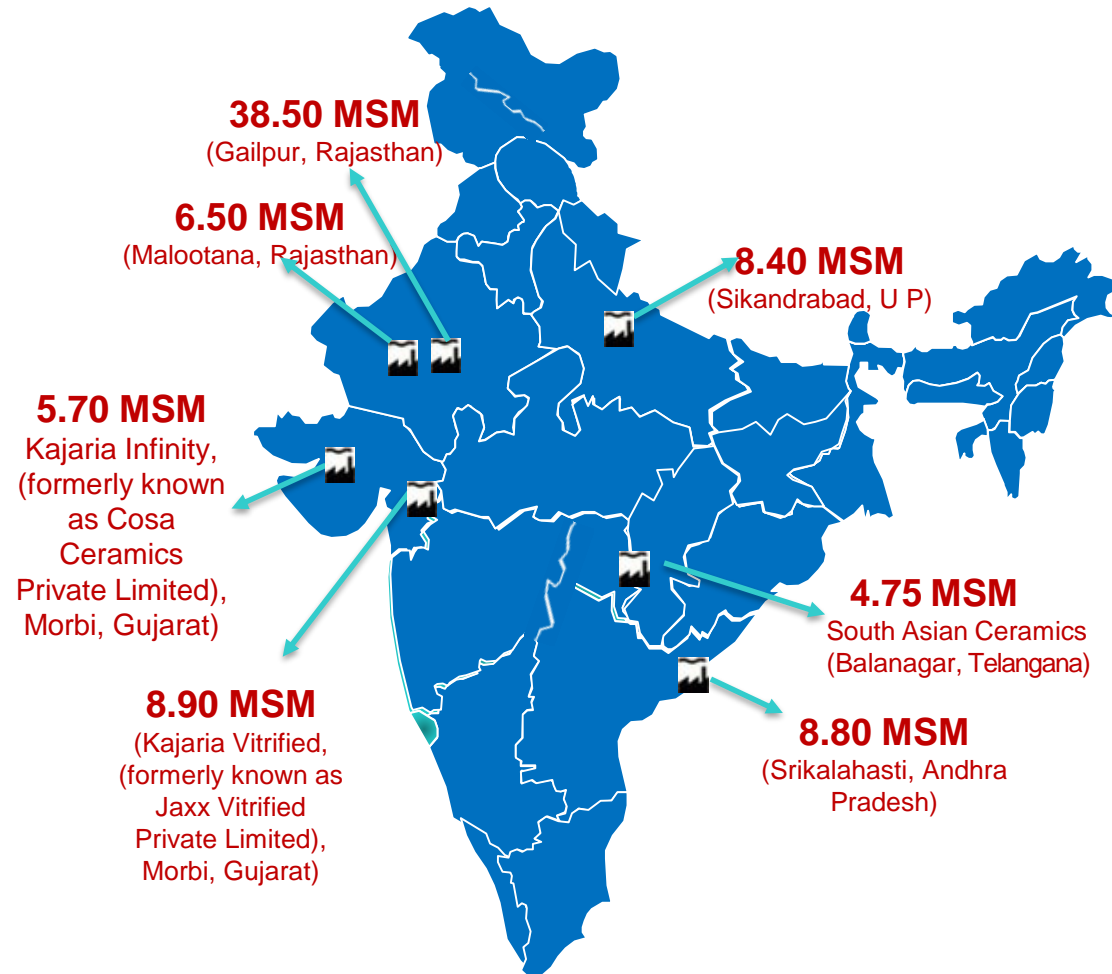 38.50 MSM
(Gailpur, Rajasthan)
6.50 MSM
(Malootana, Rajasthan)
8.40 MSM
(Sikandrabad, U P)
5.70 MSM
Kajaria Infinity,
(formerly known
as Cosa
Ceramics
Private Limited),
Morbi, Gujarat)
4.75 MSM
South Asian Ceramics
(Balanagar, Telangana)
8.90 MSM
(Kajaria Vitrified,
(formerly known as
Jaxx Vitrified
Private Limited),
Morbi, Gujarat)
8.80 MSM
(Srikalahasti, Andhra
Pradesh)